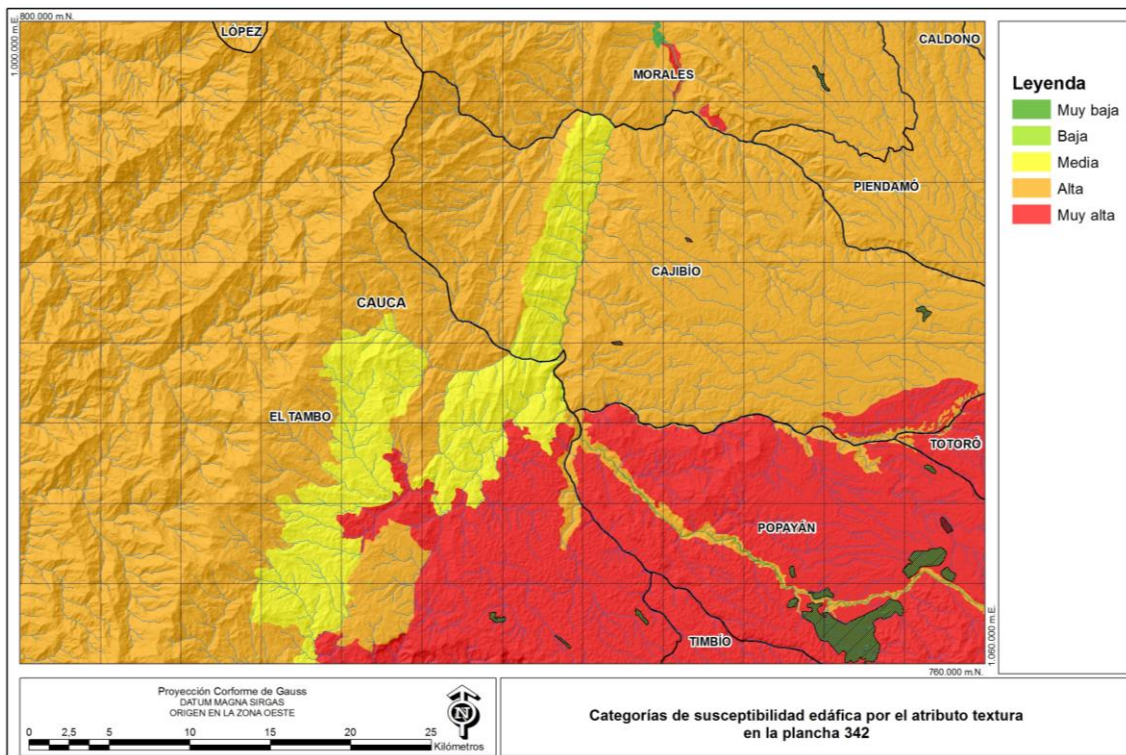 800.000 m.N.
1.000.000 m.E.
LÓPEZ
CALDONO
MORALES
PIENDAMÓ
CAJIBÍO
CAUCA
EL TAMBO
TOTORÓ
POPAYÁN
TIMBÍO
1.060.000 m.E.
760.000 m.N.
Leyenda
Muy baja
Baja
Media
Alta
Muy alta
Proyección Corforme de Gauss
DATUM MAGNA SIRGAS
ORIGEN EN LA ZONA OESTE
0 2,5 5 10 15 20 25
Kilómetros
N
Categorías de susceptibilidad edáfica por el atributo textura
en la plancha 342